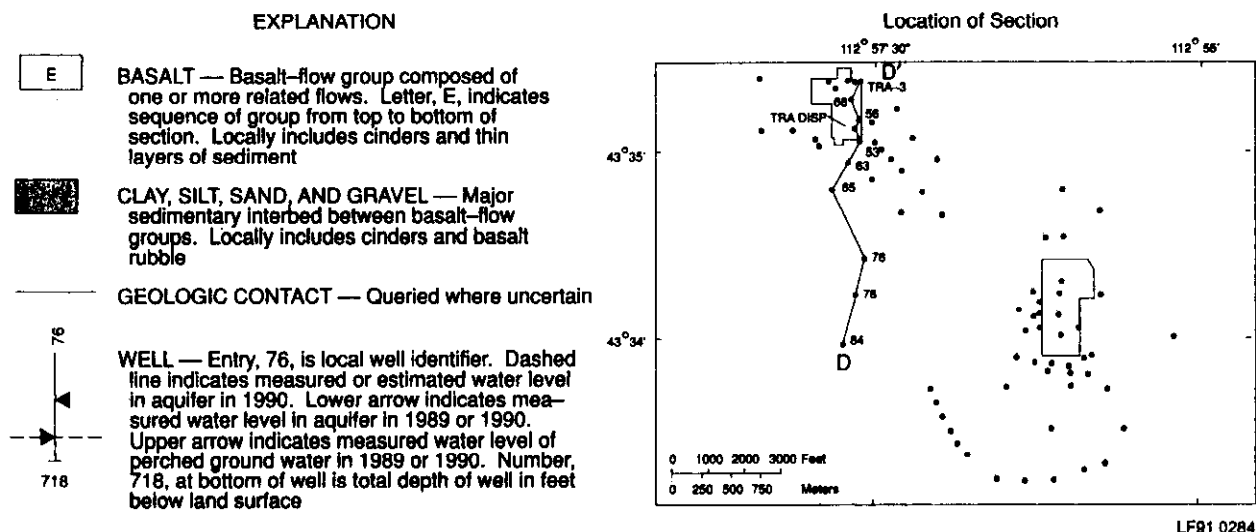 EXPLANATION
E
BASALT — Basalt–flow group composed of
one or more related flows. Letter, E, indicates
sequence of group from top to bottom of
section. Locally includes cinders and thin
layers of sediment
CLAY, SILT, SAND, AND GRAVEL — Major
sedimentary interbed between basalt–flow
groups. Locally includes cinders and basalt
rubble
GEOLOGIC CONTACT — Queried where uncertain
76
WELL — Entry, 76, is local well identifier. Dashed
line indicates measured or estimated water level
in aquifer in 1990. Lower arrow indicates mea–
sured water level in aquifer in 1989 or 1990.
Upper arrow indicates measured water level of
perched ground water in 1989 or 1990. Number,
718, at bottom of well is total depth of well in feet
below land surface
718
Location of Section
112° 57' 30"
112° 56'
D'
TRA–3
68
56
TRA DISP
53
43° 35'
63
65
76
78
84
43° 34'
D
0 1000 2000 3000 Feet
0 250 500 750 Meters
LF91 0284